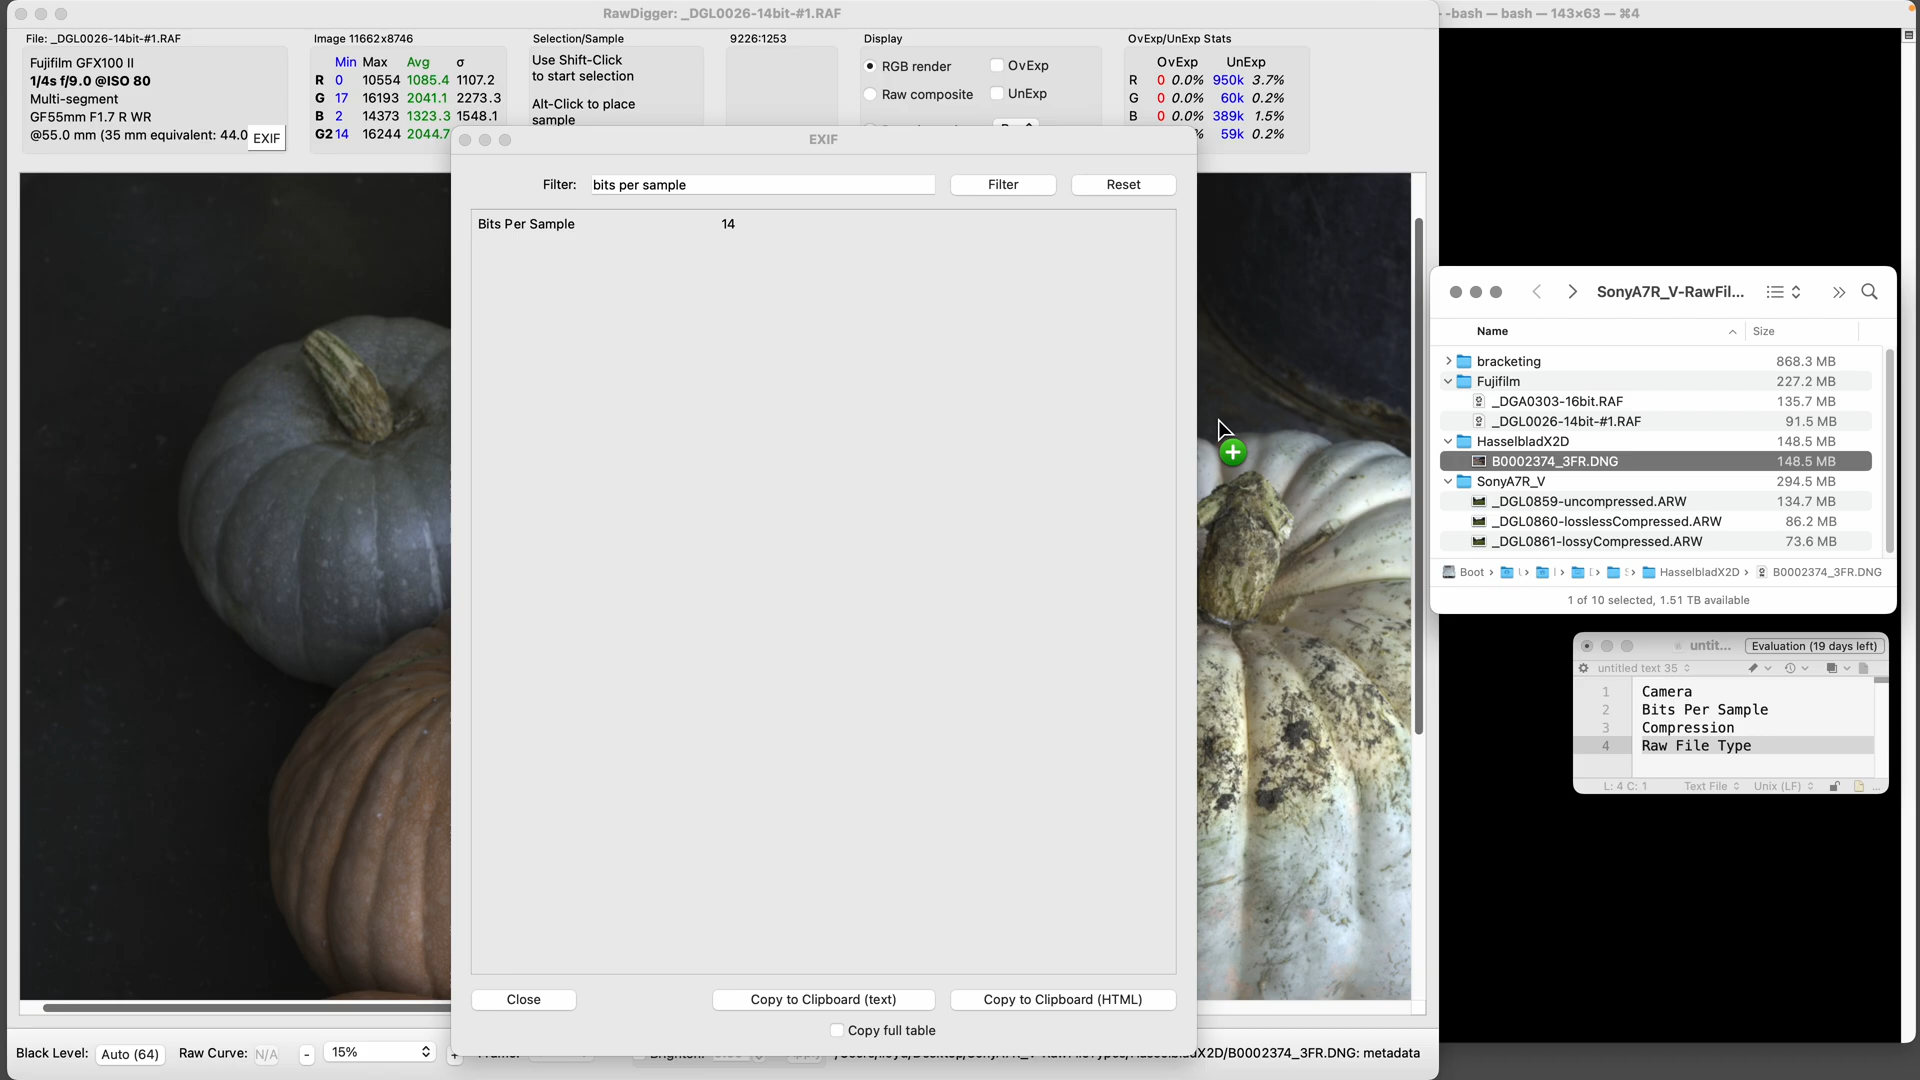 RawDigger: _DGL0026-14bit-#1.RAF
-bash — bash — 143×63 — ⌘4
File: _DGL0026-14bit-#1.RAF
Fujifilm GFX100 II
1/4s f/9.0 @ISO 80
Multi-segment
GF55mm F1.7 R WR
@55.0 mm (35 mm equivalent: 44.0
EXIF
Image 11662x8746
Min Max Avg σ
R 0 10554 1085.4 1107.2
G 17 16193 2041.1 2273.3
B 2 14373 1323.3 1548.1
G2 14 16244 2044.7
Selection/Sample
Use Shift-Click
to start selection
Alt-Click to place
sample
9226:1253
Display
RGB render
OvExp
Raw composite
UnExp
OvExp/UnExp Stats
OvExp UnExp
R 0 0.0% 950k 3.7%
G 0 0.0% 60k 0.2%
B 0 0.0% 389k 1.5%
% 59k 0.2%
EXIF
Filter: bits per sample Filter Reset
Bits Per Sample 14
Close
Copy to Clipboard (text)
Copy to Clipboard (HTML)
Copy full table
SonyA7R_V-RawFil...
Name Size
bracketing 868.3 MB
Fujifilm 227.2 MB
_DGA0303-16bit.RAF 135.7 MB
_DGL0026-14bit-#1.RAF 91.5 MB
HasselbladX2D 148.5 MB
B0002374_3FR.DNG 148.5 MB
SonyA7R_V 294.5 MB
_DGL0859-uncompressed.ARW 134.7 MB
_DGL0860-losslessCompressed.ARW 86.2 MB
_DGL0861-lossyCompressed.ARW 73.6 MB
Boot › › › › › HasselbladX2D › B0002374_3FR.DNG
1 of 10 selected, 1.51 TB available
untit... Evaluation (19 days left)
untitled text 35
1 Camera
2 Bits Per Sample
3 Compression
4 Raw File Type
L: 4 C: 1 Text File Unix (LF) ...
Black Level: Auto (64) Raw Curve: N/A - 15% +
X2D/B0002374_3FR.DNG: metadata